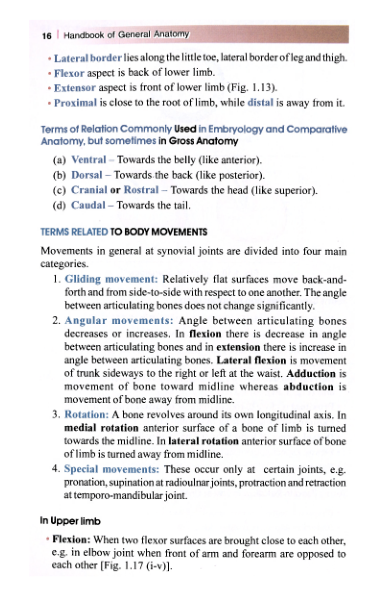 16 | Handbook of General Anatomy
• Lateral border lies along the little toe, lateral border of leg and thigh.
• Flexor aspect is back of lower limb.
• Extensor aspect is front of lower limb (Fig. 1.13).
• Proximal is close to the root of limb, while distal is away from it.
Terms of Relation Commonly Used in Embryology and Comparative
Anatomy, but sometimes in Gross Anatomy
(a) Ventral – Towards the belly (like anterior).
(b) Dorsal – Towards the back (like posterior).
(c) Cranial or Rostral – Towards the head (like superior).
(d) Caudal – Towards the tail.
TERMS RELATED TO BODY MOVEMENTS
Movements in general at synovial joints are divided into four main
categories.
1. Gliding movement: Relatively flat surfaces move back-and-
forth and from side-to-side with respect to one another. The angle
between articulating bones does not change significantly.
2. Angular movements: Angle between articulating bones
decreases or increases. In flexion there is decrease in angle
between articulating bones and in extension there is increase in
angle between articulating bones. Lateral flexion is movement
of trunk sideways to the right or left at the waist. Adduction is
movement of bone toward midline whereas abduction is
movement of bone away from midline.
3. Rotation: A bone revolves around its own longitudinal axis. In
medial rotation anterior surface of a bone of limb is turned
towards the midline. In lateral rotation anterior surface of bone
of limb is turned away from midline.
4. Special movements: These occur only at certain joints, e.g.
pronation, supination at radioulnar joints, protraction and retraction
at temporo-mandibular joint.
In Upper limb
• Flexion: When two flexor surfaces are brought close to each other,
e.g. in elbow joint when front of arm and forearm are opposed to
each other [Fig. 1.17 (i-v)].